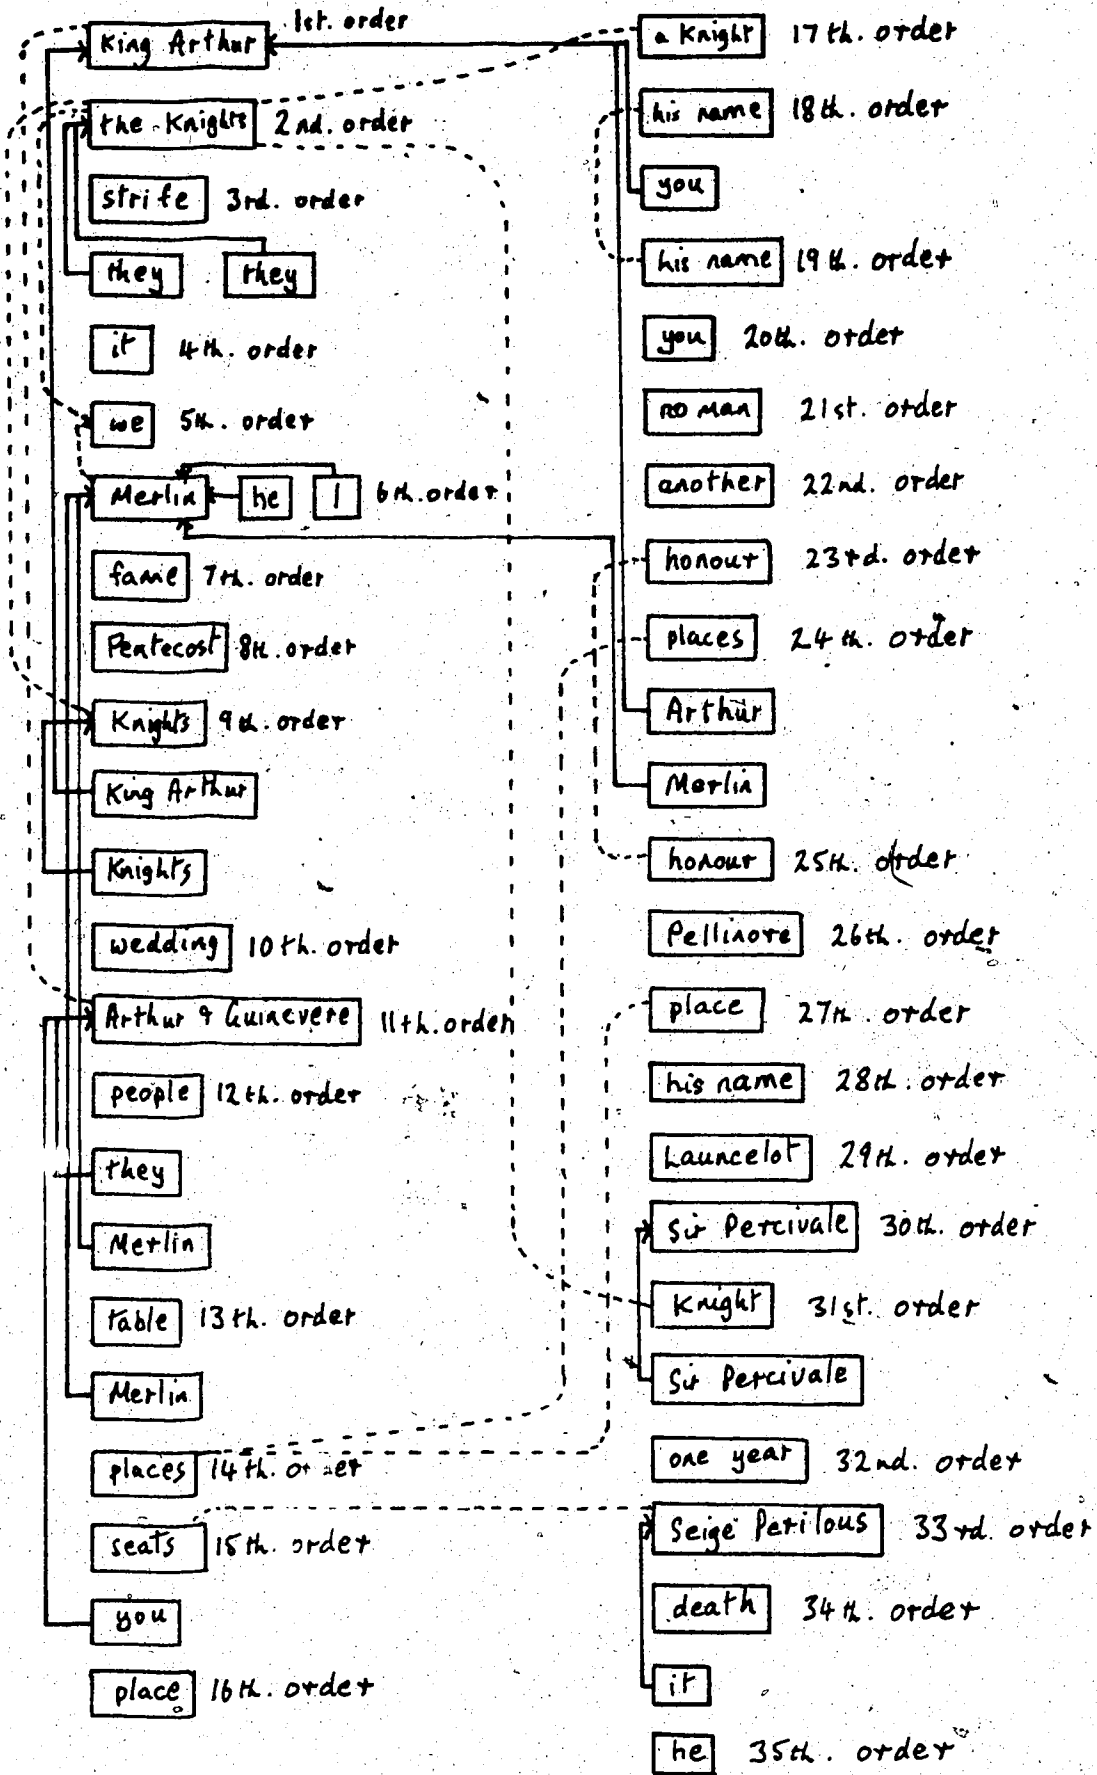 King Arthur 1st. order
the Knights 2nd. order
strife 3rd. order
they they
it 4th. order
we 5th. order
Merlin he I 6th. order
fame 7th. order
Pentecost 8th. order
Knights 9th. order
King Arthur
Knights
wedding 10th. order
Arthur & Guinevere 11th. order
people 12th. order
they
Merlin
table 13th. order
Merlin
places 14th. order
seats 15th. order
you
place 16th. order
a Knight 17th. order
his name 18th. order
you
his name 19th. order
you 20th. order
no man 21st. order
another 22nd. order
honour 23rd. order
places 24th. order
Arthur
Merlin
honour 25th. order
Pellinore 26th. order
place 27th. order
his name 28th. order
Launcelot 29th. order
Sir Percivale 30th. order
Knight 31st. order
Sir Percivale
one year 32nd. order
Seige Perilous 33rd. order
death 34th. order
it
he 35th. order